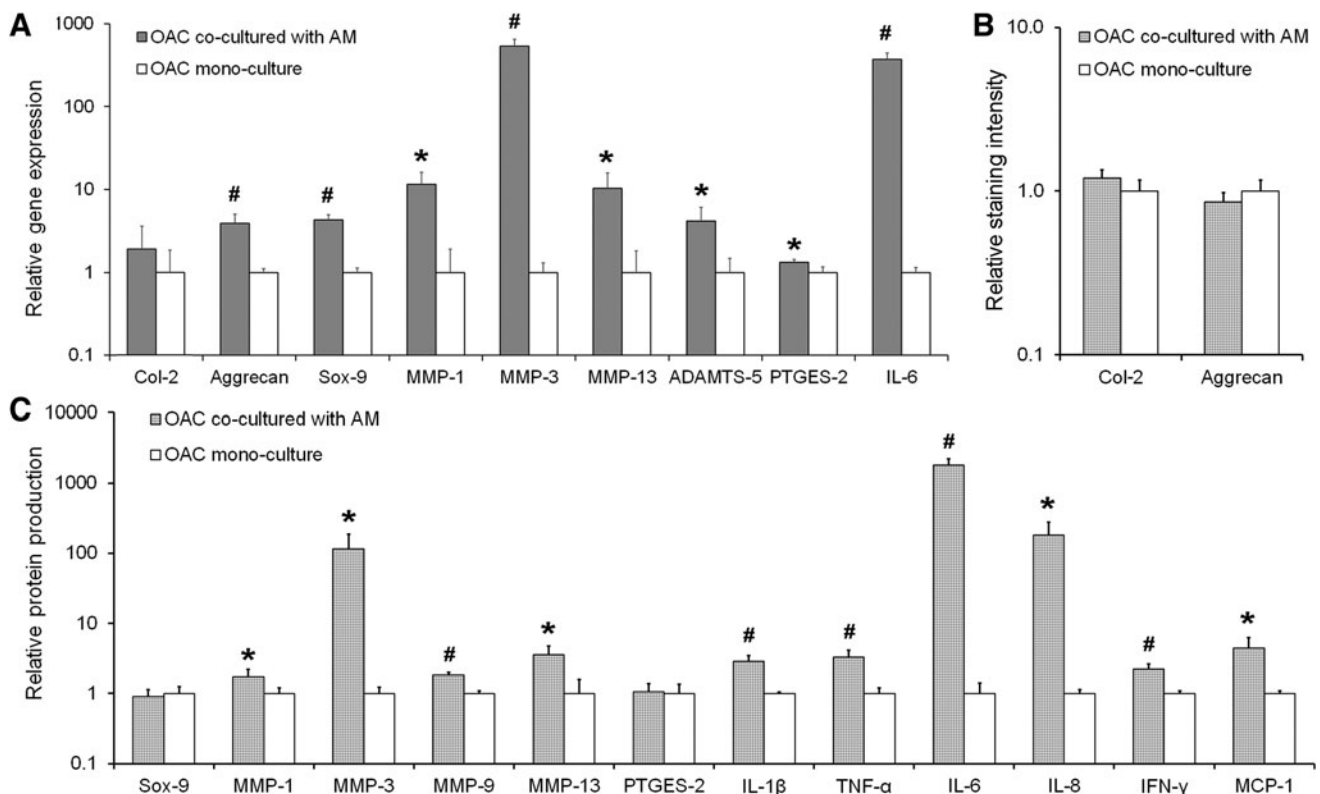 A
OAC co-cultured with AM
OAC mono-culture
Relative gene expression
1000
100
10
1
0.1
# # * # * * * #
Col-2 Aggrecan Sox-9 MMP-1 MMP-3 MMP-13 ADAMTS-5 PTGES-2 IL-6
B
OAC co-cultured with AM
OAC mono-culture
Relative staining intensity
10.0
1.0
0.1
Col-2 Aggrecan
C
OAC co-cultured with AM
OAC mono-culture
Relative protein production
10000
1000
100
10
1
0.1
* * # * # # # * # *
Sox-9 MMP-1 MMP-3 MMP-9 MMP-13 PTGES-2 IL-1β TNF-α IL-6 IL-8 IFN-γ MCP-1